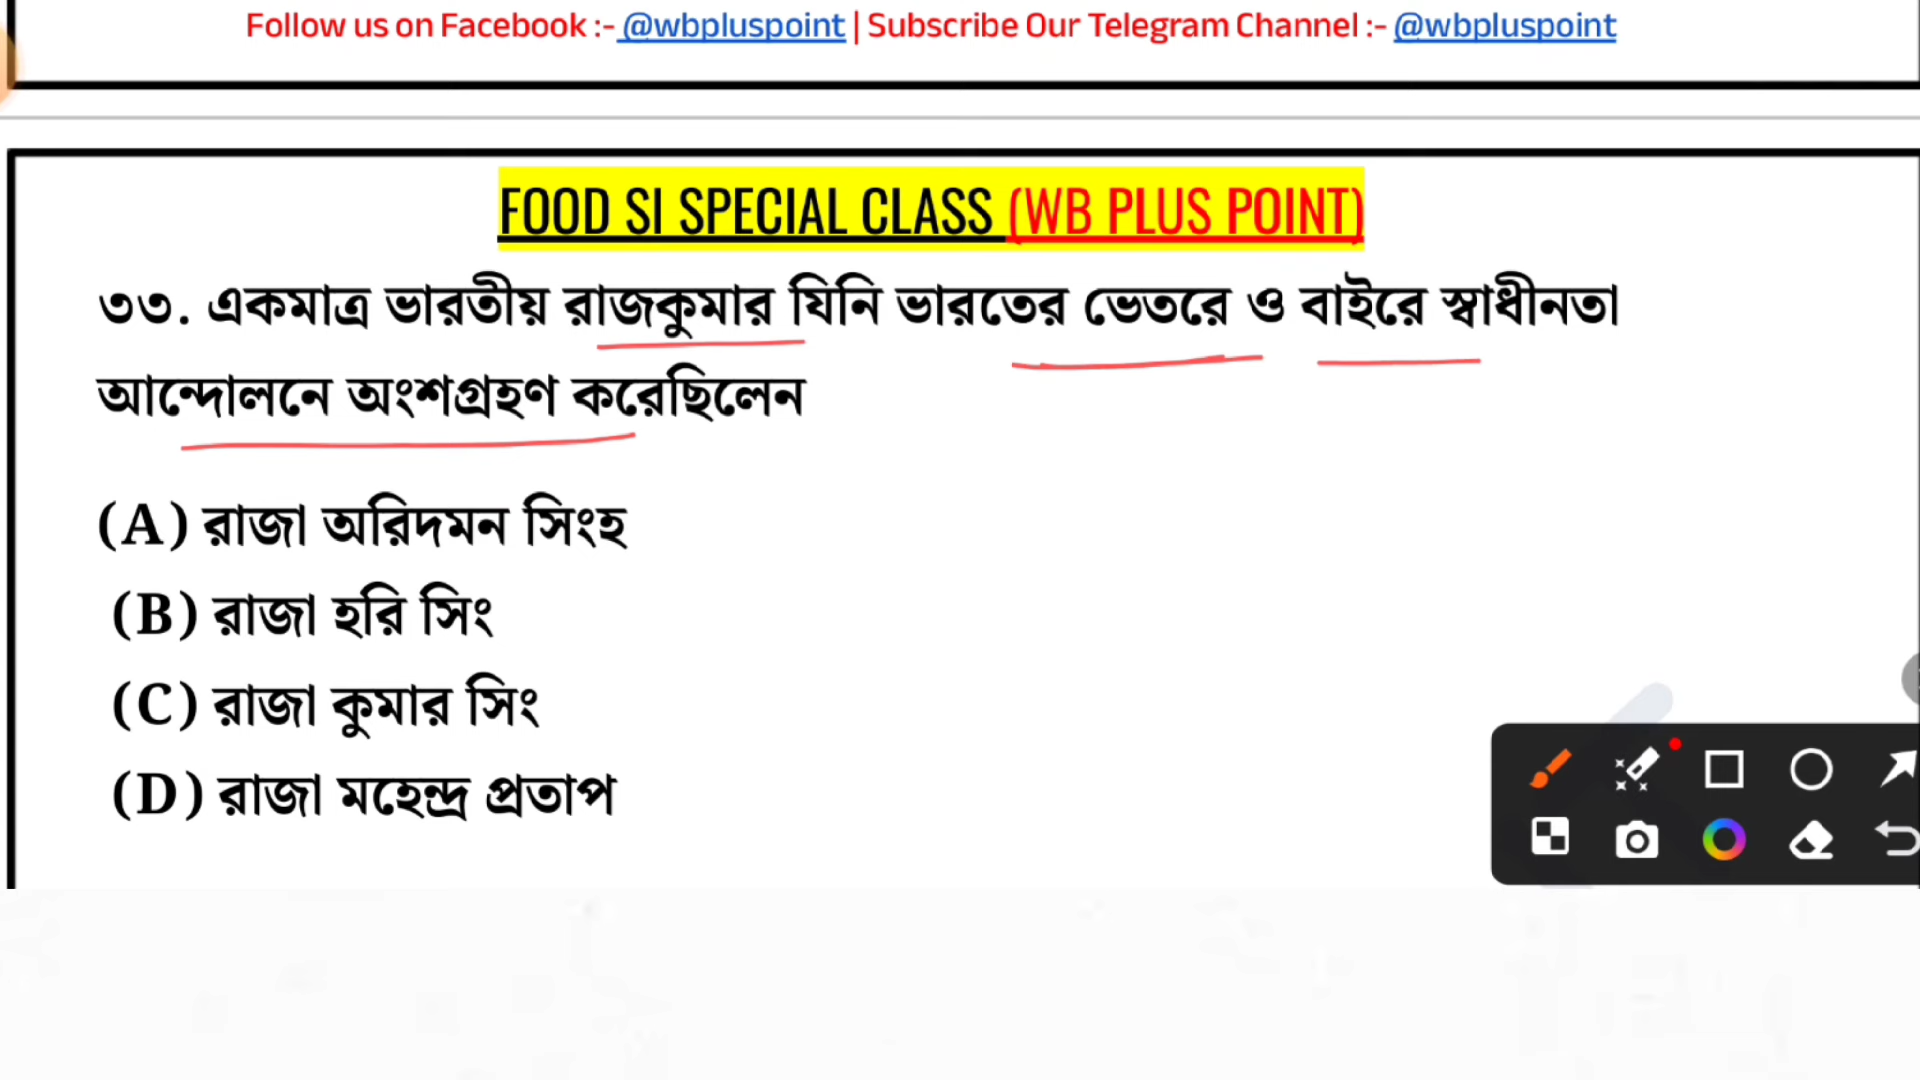 Follow us on Facebook :- @wbpluspoint | Subscribe Our Telegram Channel :- @wbpluspoint
FOOD SI SPECIAL CLASS (WB PLUS POINT)
৩৩. একমাত্র ভারতীয় রাজকুমার যিনি ভারতের ভেতরে ও বাইরে স্বাধীনতা
আন্দোলনে অংশগ্রহণ করেছিলেন
(A) রাজা অরিদমন সিংহ
(B) রাজা হরি সিং
(C) রাজা কুমার সিং
(D) রাজা মহেন্দ্র প্রতাপ